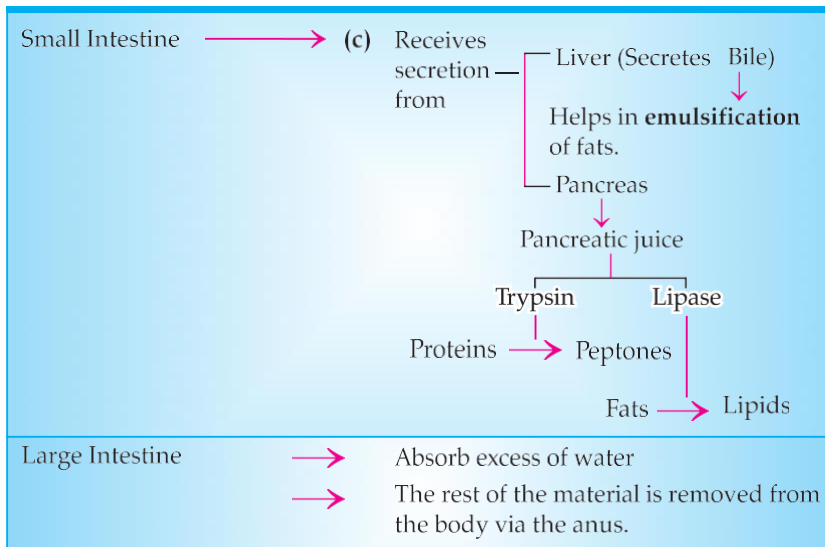 Small Intestine (c) Receives
secretion
from
Liver (Secretes Bile)
Helps in emulsification
of fats.
Pancreas
Pancreatic juice
Trypsin Lipase
Proteins Peptones
Fats Lipids
Large Intestine Absorb excess of water
The rest of the material is removed from
the body via the anus.